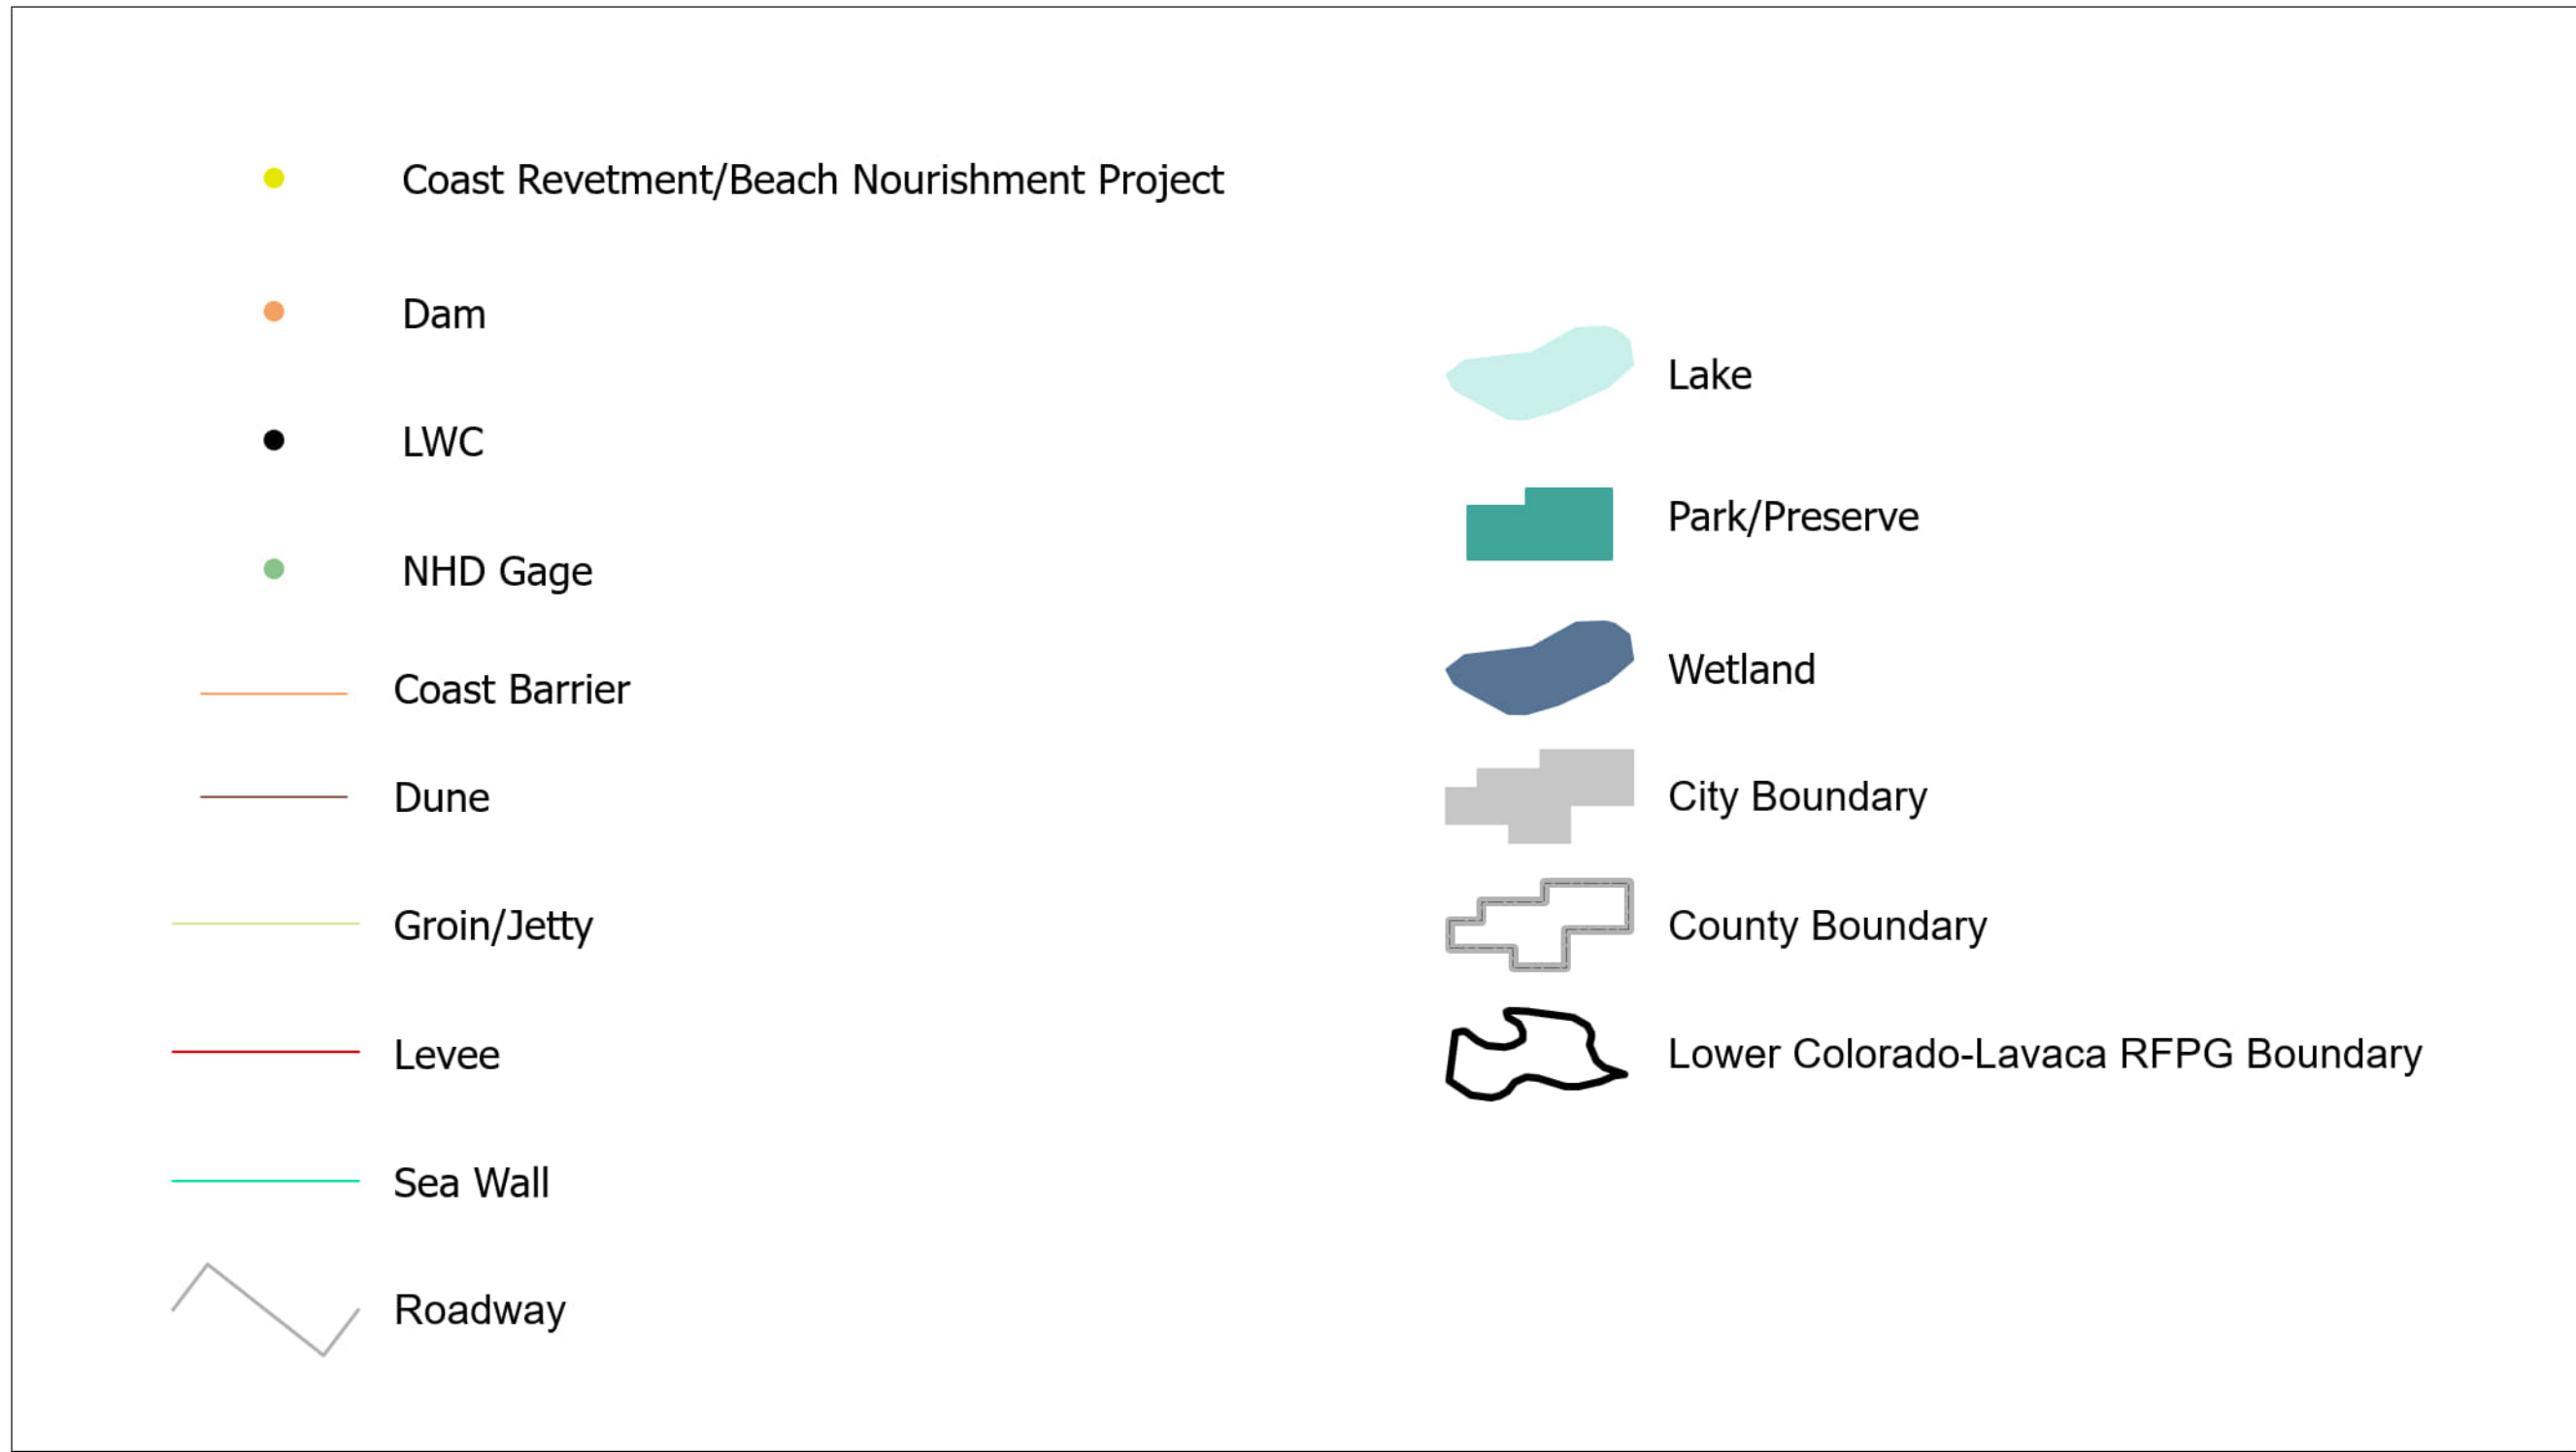 Coast Revetment/Beach Nourishment Project
Dam
LWC
NHD Gage
Coast Barrier
Dune
Groin/Jetty
Levee
Sea Wall
Roadway
Lake
Park/Preserve
Wetland
City Boundary
County Boundary
Lower Colorado-Lavaca RFPG Boundary